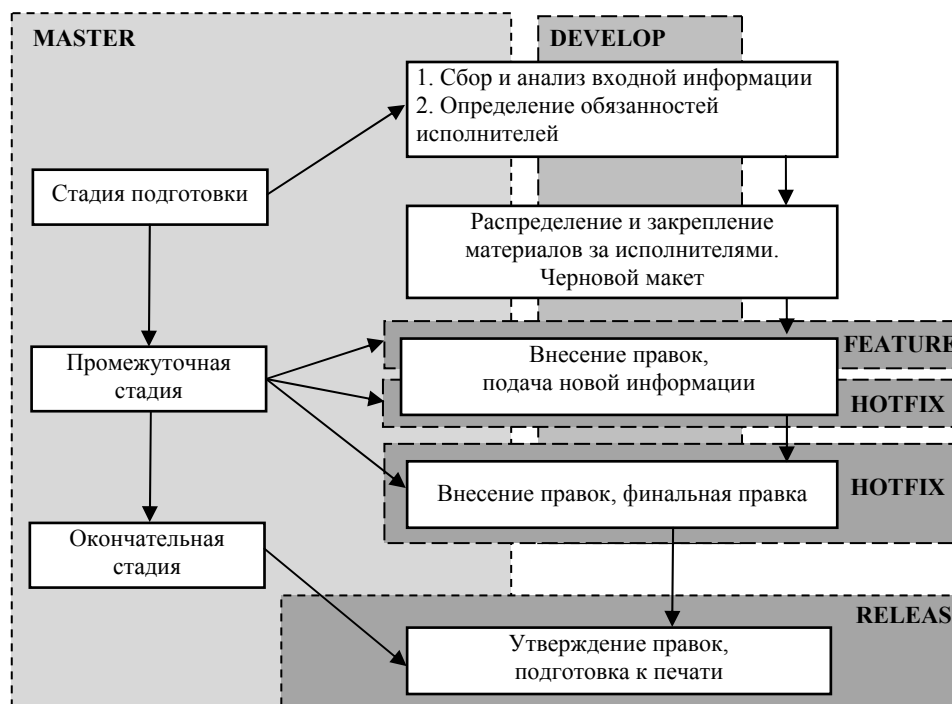 MASTER
DEVELOP
1. Сбор и анализ входной информации
2. Определение обязанностей
исполнителей
Стадия подготовки
Распределение и закрепление
материалов за исполнителями.
Черновой макет
Промежуточная
стадия
Внесение правок,
подача новой информации
FEATURE
HOTFIX
Внесение правок, финальная правка
HOTFIX
Окончательная
стадия
RELEAS
Утверждение правок,
подготовка к печати